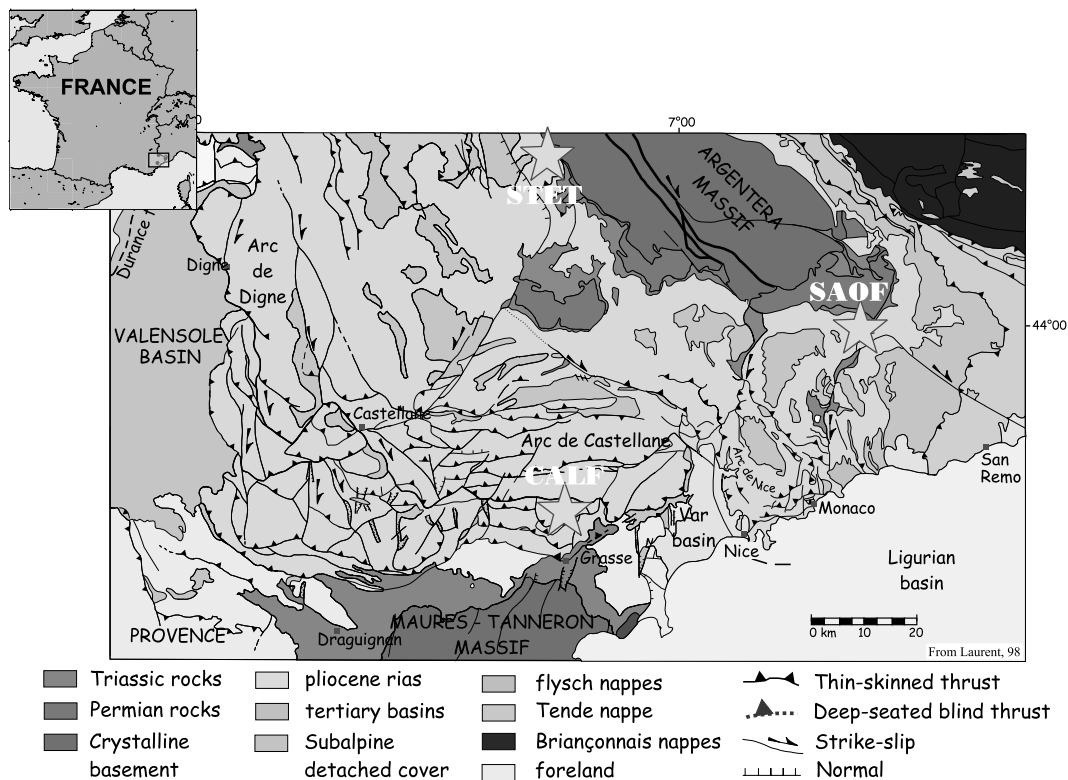 FRANCE
7°00
ARGENTERA
MASSIF
STET
Durance
Digne
Arc
de
Digne
SAOF
44°00
VALENSOLE
BASIN
Castellane
Arc de Castellane
CALF
Arc de Nice
San
Remo
Monaco
Var
basin
Nice
Grasse
Ligurian
basin
MAURES - TANNERON
MASSIF
PROVENCE
Draguignan
0 km 10 20
From Laurent, 98
Triassic rocks
Permian rocks
Crystalline
basement
pliocene rias
tertiary basins
Subalpine
detached cover
flysch nappes
Tende nappe
Briançonnais nappes
foreland
Thin-skinned thrust
Deep-seated blind thrust
Strike-slip
Normal